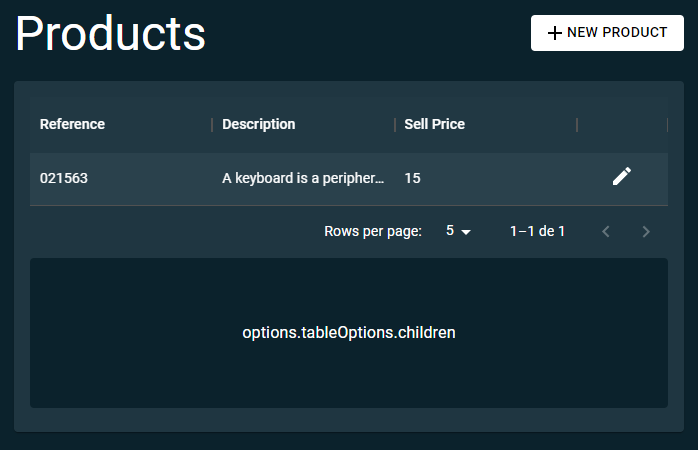 Products
NEW PRODUCT
Reference Description Sell Price
021563 A keyboard is a peripher... 15
Rows per page: 5 1–1 de 1
options.tableOptions.children